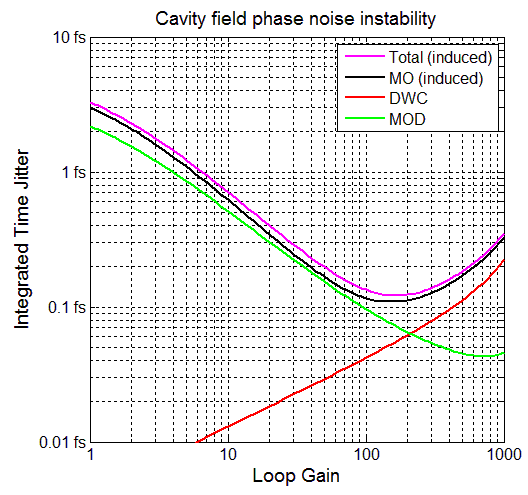 Cavity field phase noise instability
10 fs
1 fs
0.1 fs
0.01 fs
Integrated Time Jitter
Total (induced)
MO (induced)
DWC
MOD
1
10
100
1000
Loop Gain